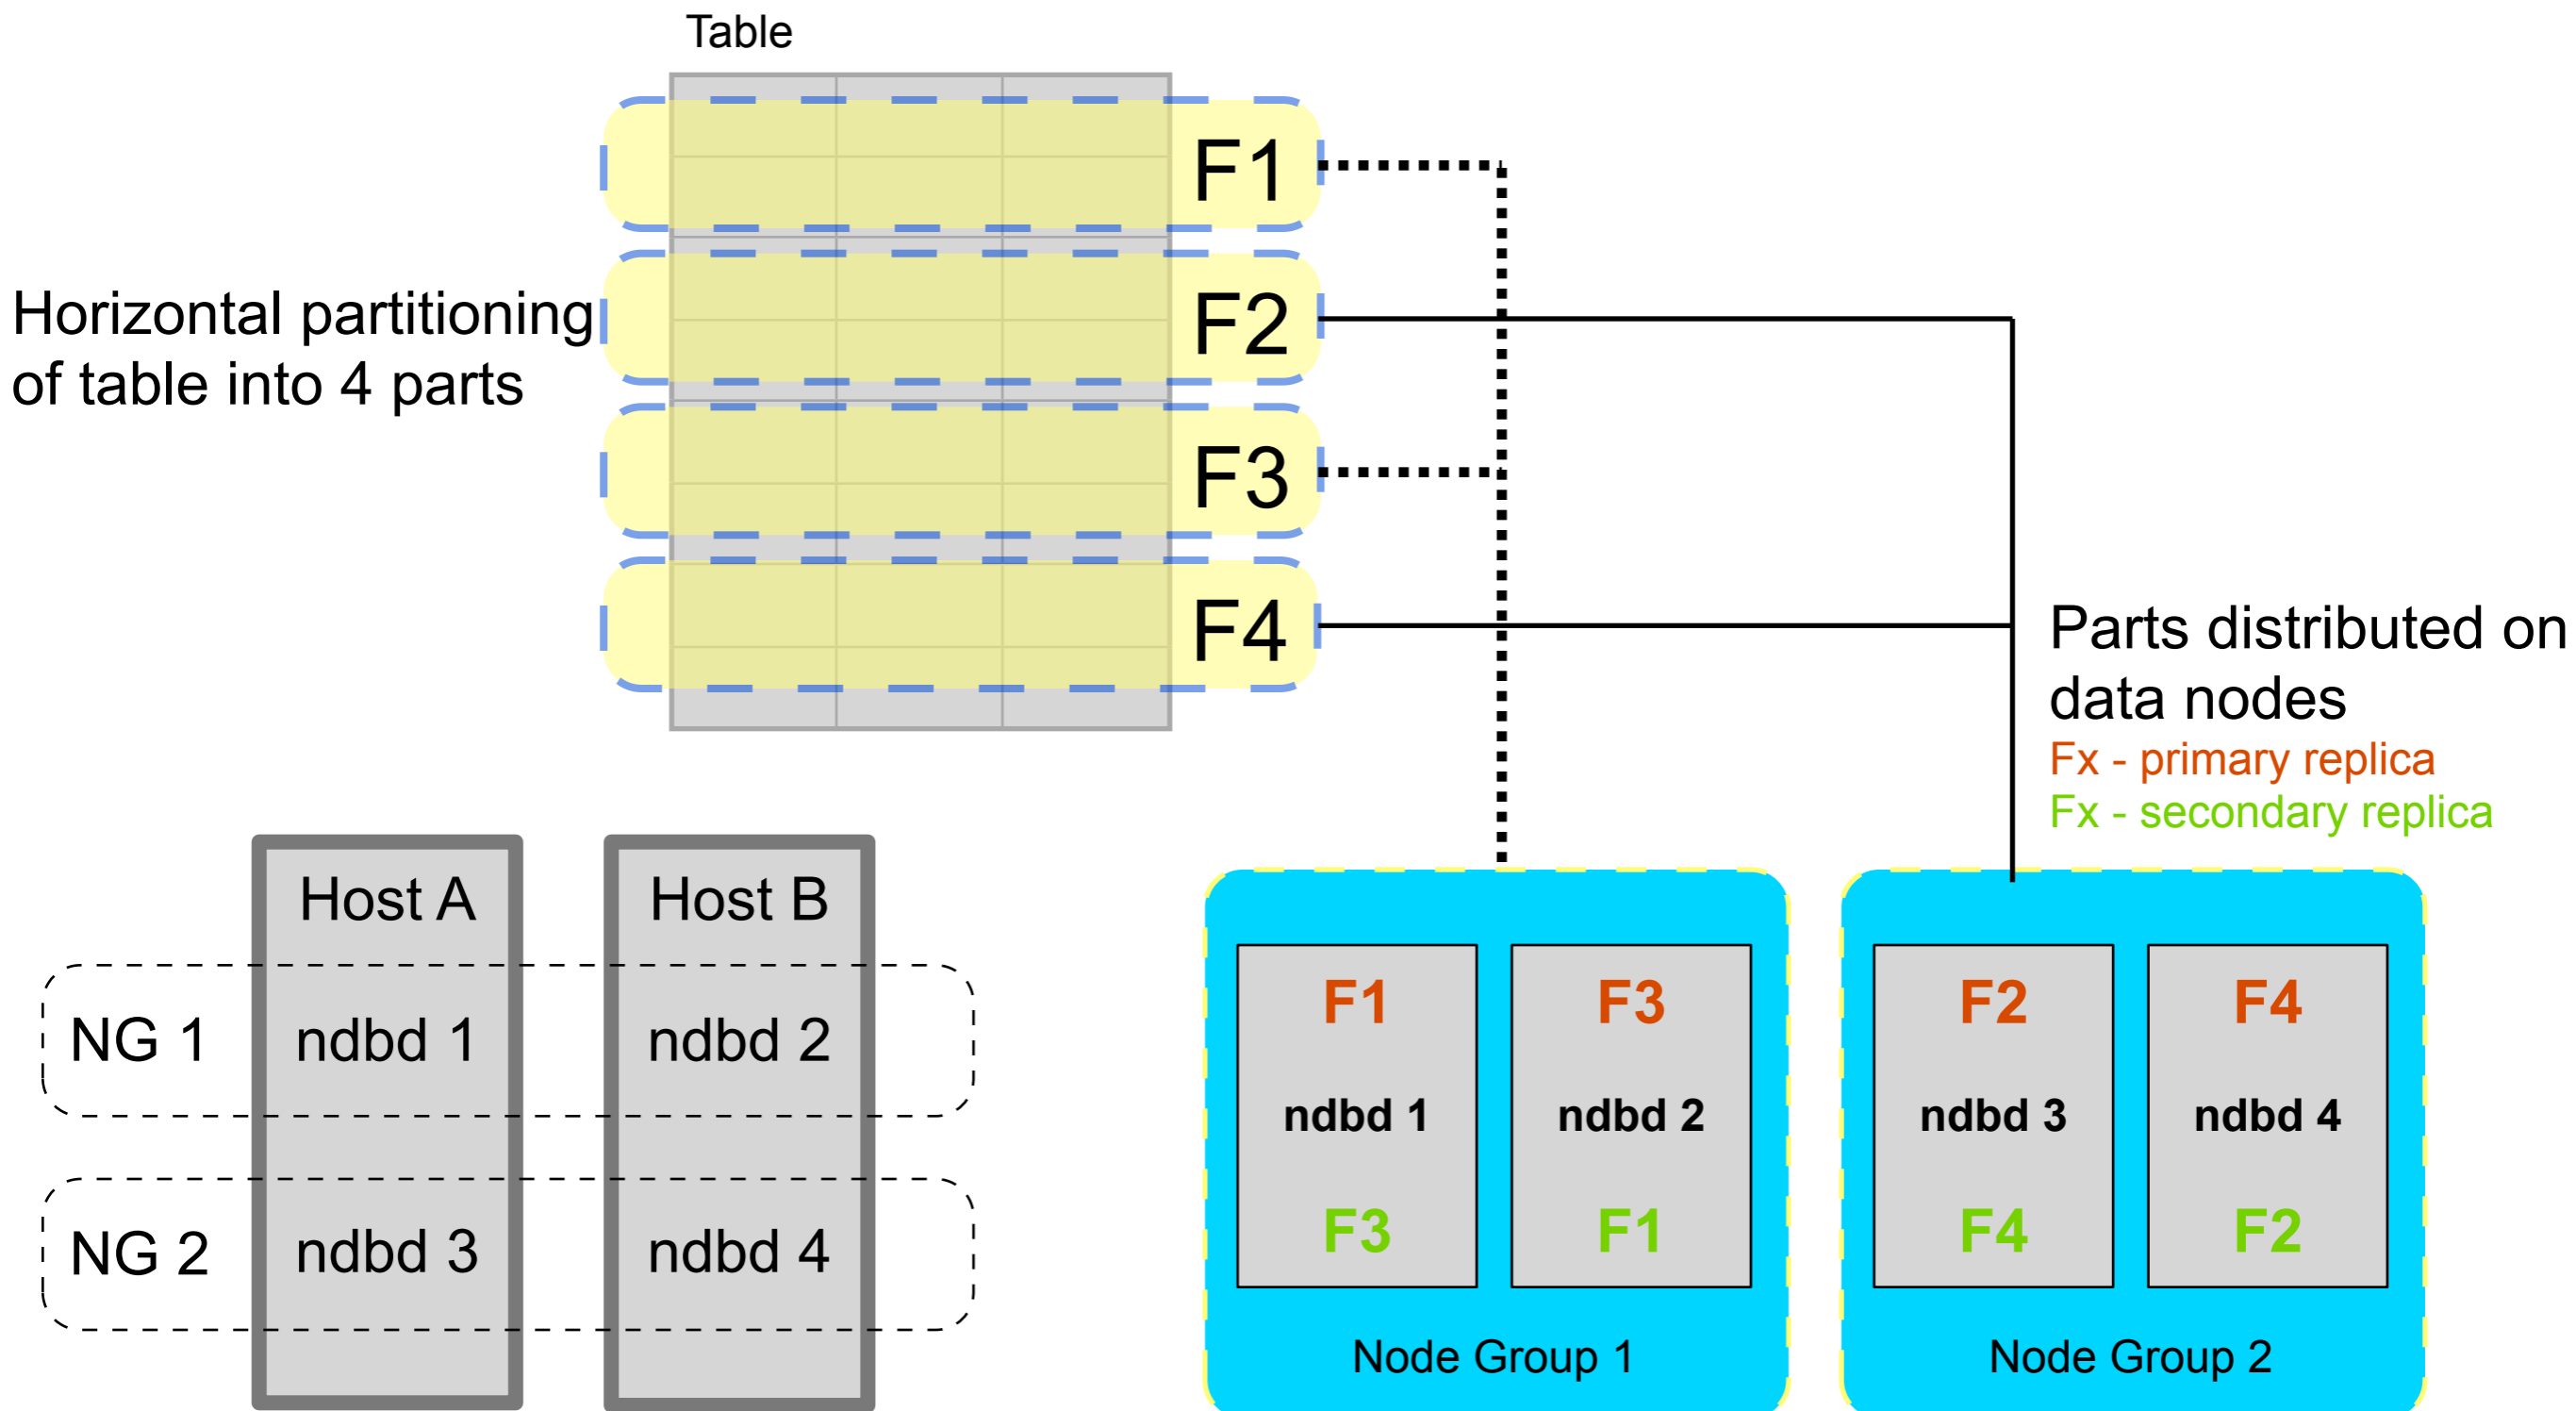 Table
F1
Horizontal partitioning
of table into 4 parts
F2
F3
F4
Parts distributed on
data nodes
Fx - primary replica
Fx - secondary replica
Host A
Host B
NG 1
ndbd 1
ndbd 2
NG 2
ndbd 3
ndbd 4
F1
ndbd 1
F3
F3
ndbd 2
F1
Node Group 1
F2
ndbd 3
F4
F4
ndbd 4
F2
Node Group 2